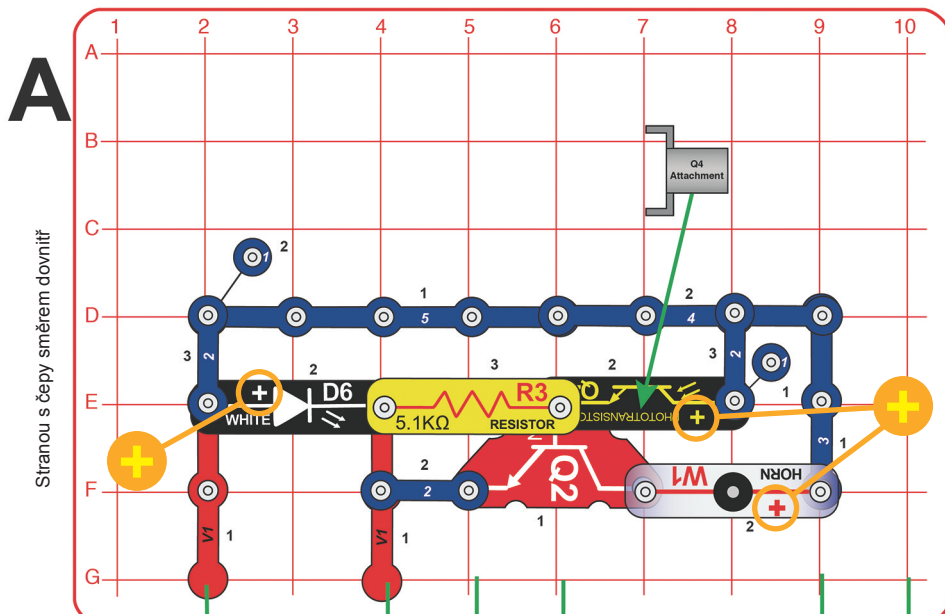 1 2 3 4 5 6 7 8 9 10
A
A
B
Q4
Attachment
C
Stranou s čepy směrem dovnitř
1 2
1 2
D
5 4
3 2 2 3 2 3 2 1
+ D6 R3 Q
1
E
WHITE 5.1KΩ RESISTOR PHOTOTRANSISTOR +
+ +
3 1
2 W1 HORN
F
2 Q2 +
V1 1 V1 1 1 2
G